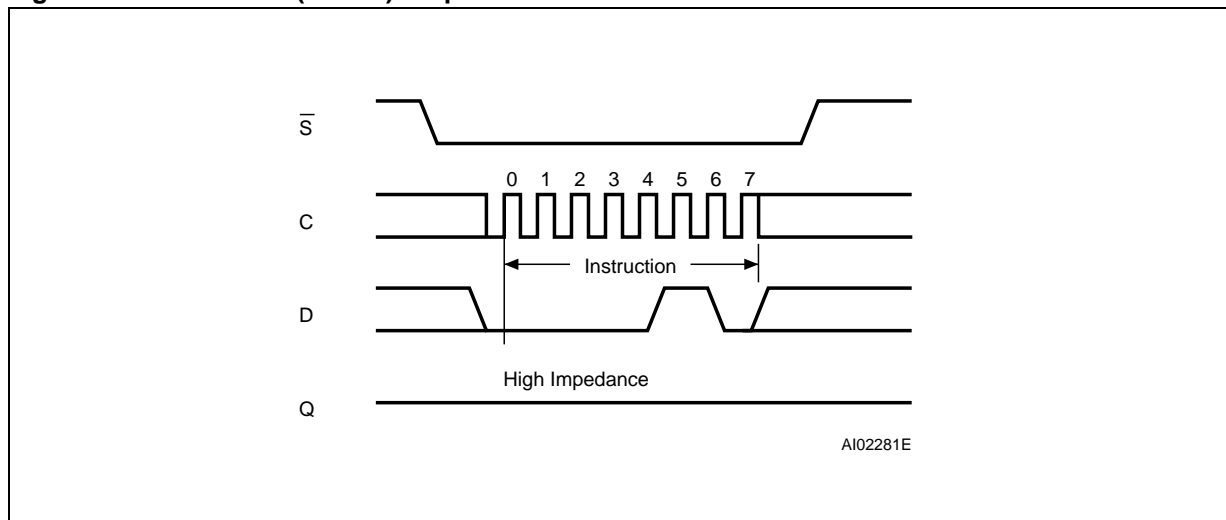 S̅
0 1 2 3 4 5 6 7
C
Instruction
D
High Impedance
Q
AI02281E